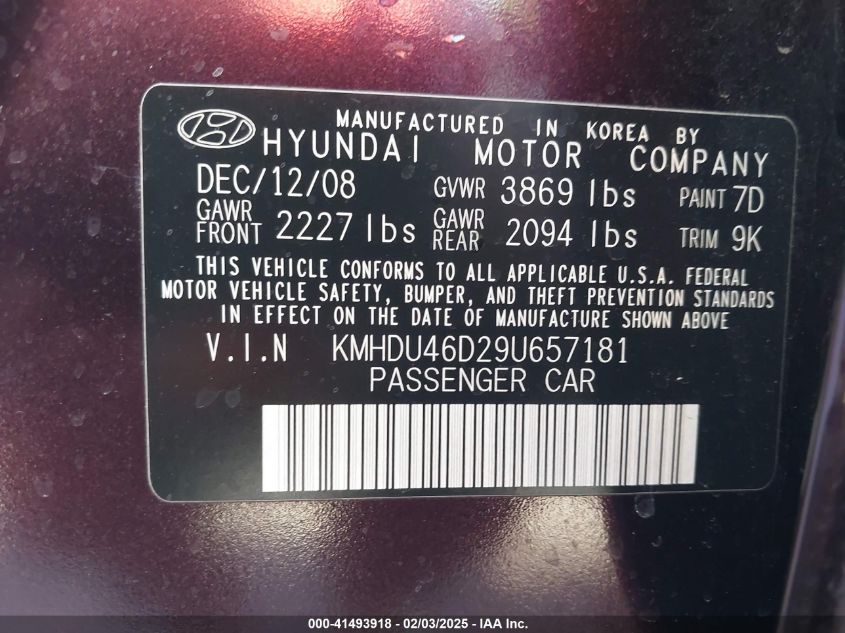 MANUFACTURED IN KOREA BY
HYUNDAI MOTOR COMPANY
DEC/12/08 GVWR 3869 lbs PAINT 7D
GAWR FRONT 2227 lbs GAWR REAR 2094 lbs TRIM 9K
THIS VEHICLE CONFORMS TO ALL APPLICABLE U.S.A. FEDERAL
MOTOR VEHICLE SAFETY, BUMPER, AND THEFT PREVENTION STANDARDS
IN EFFECT ON THE DATE OF MANUFACTURE SHOWN ABOVE
V.I.N KMHDU46D29U657181
PASSENGER CAR
000-41493918 - 02/03/2025 - IAA Inc.